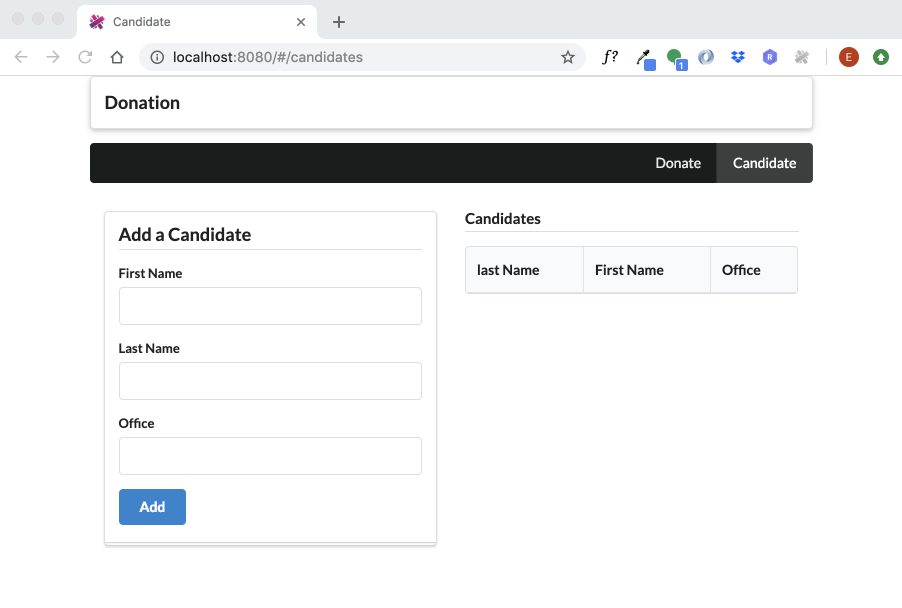 Candidate
localhost:8080/#/candidates
f?
1
R
E
Donation
Donate Candidate
Add a Candidate
First Name
Last Name
Office
Add
Candidates
last Name First Name Office